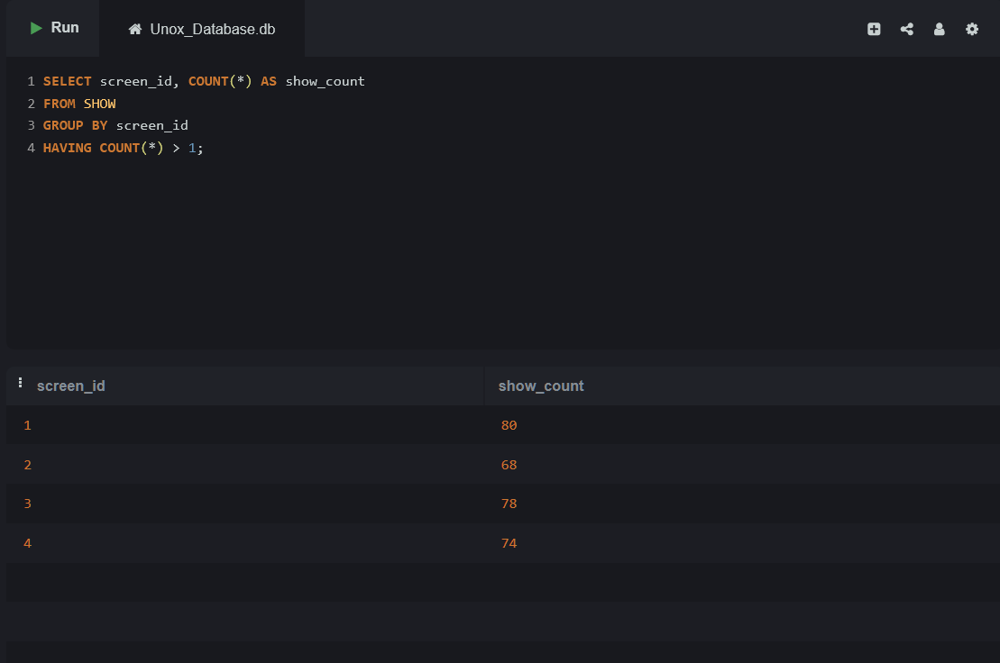 Run
Unox_Database.db
1 SELECT screen_id, COUNT(*) AS show_count
2 FROM SHOW
3 GROUP BY screen_id
4 HAVING COUNT(*) > 1;
screen_id show_count
1 80
2 68
3 78
4 74